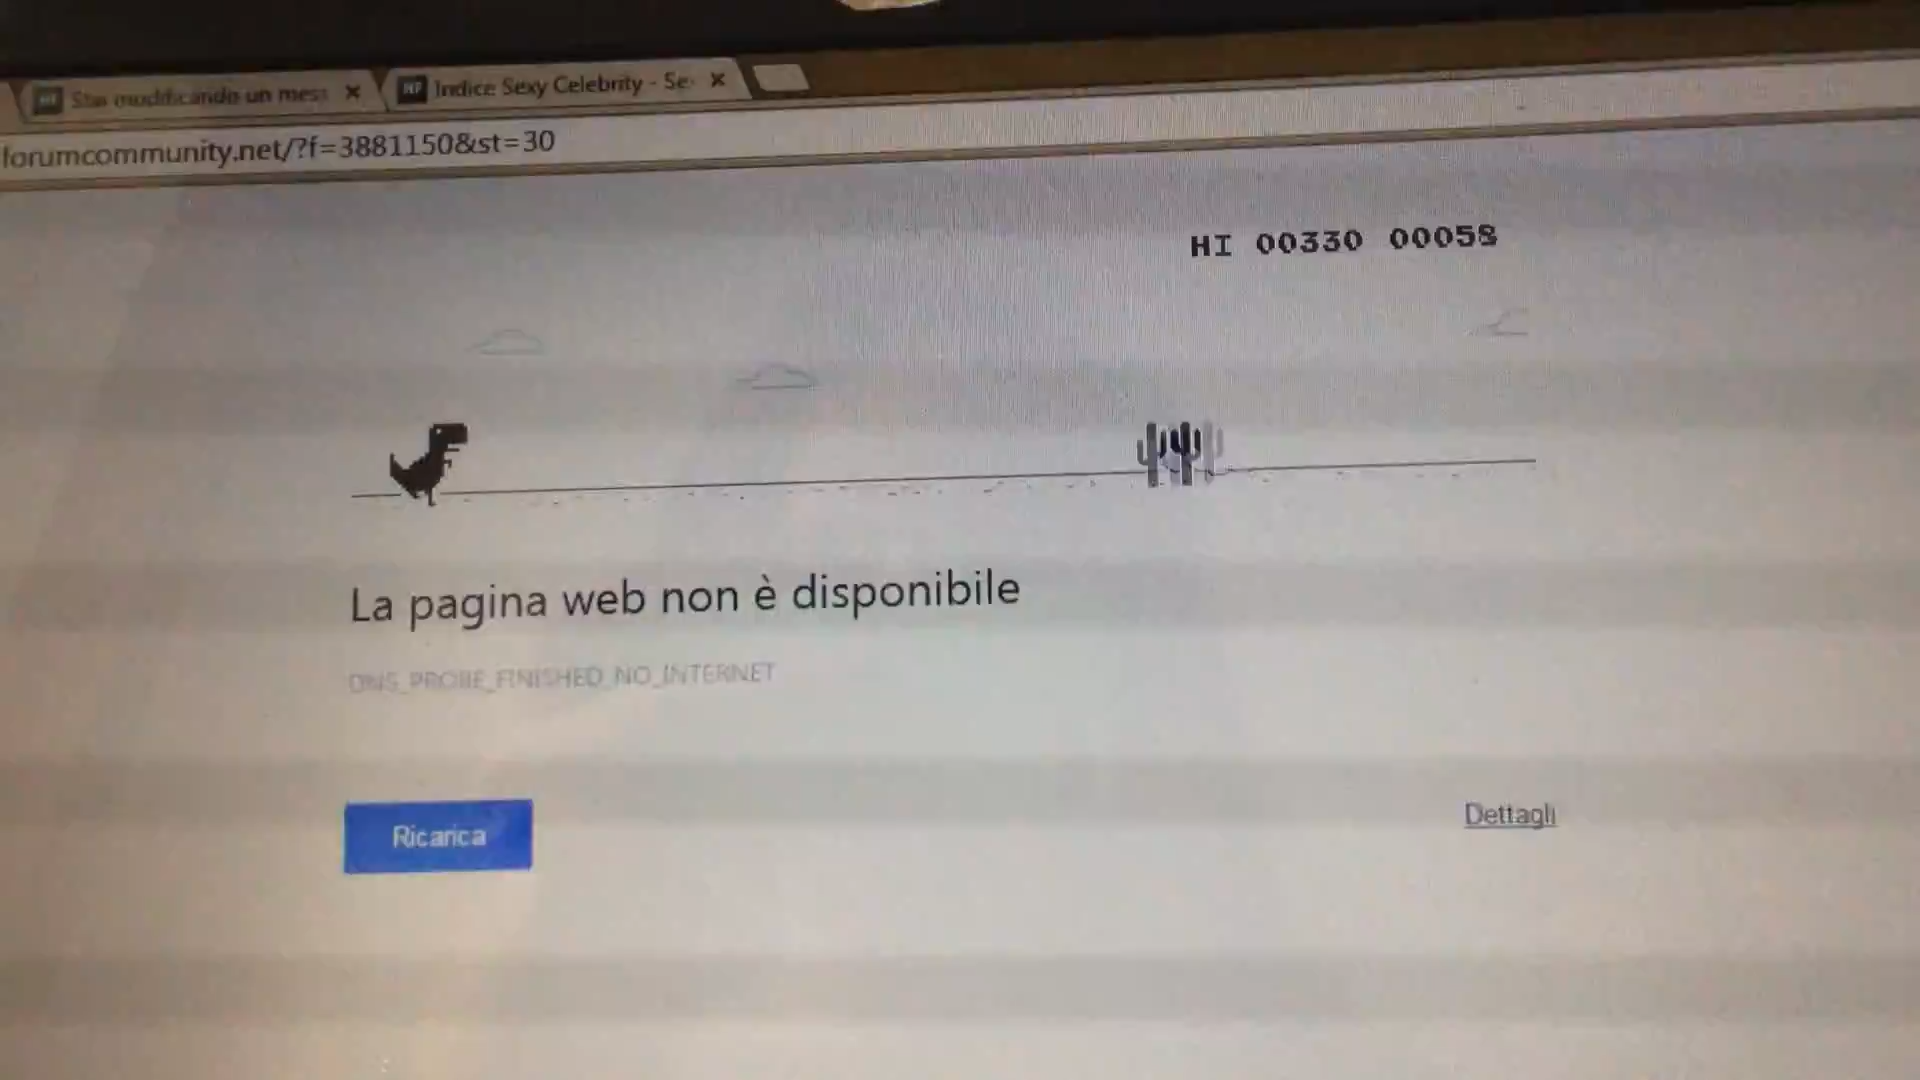 Stai modificando un mess
Indice Sexy Celebrity - Se
forumcommunity.net/?f=3881150&st=30
HI 00330 00058
La pagina web non è disponibile
DNS_PROBE_FINISHED_NO_INTERNET
Ricarica
Dettagli